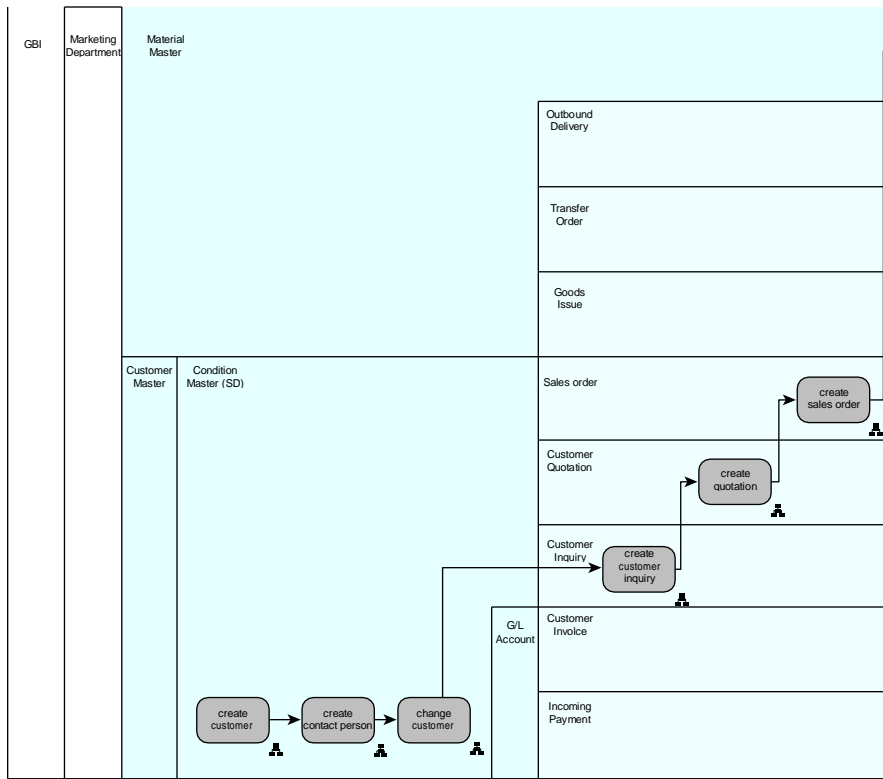 GBI
Marketing
Department
Material
Master
Outbound
Delivery
Transfer
Order
Goods
Issue
Customer
Master
Condition
Master (SD)
Sales order
create
sales order
Customer
Quotation
create
quotation
Customer
Inquiry
create
customer
inquiry
G/L
Account
Customer
Invoice
Incoming
Payment
create
customer
create
contact person
change
customer